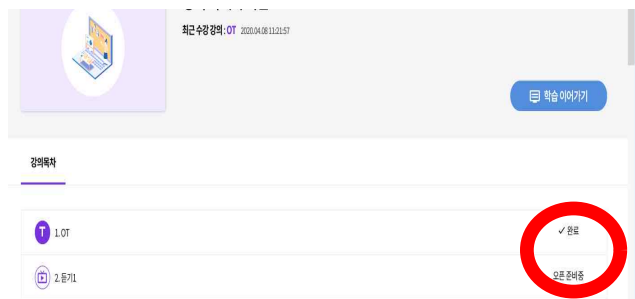 최근 수강 강의 : OT 2020.04.08 11:21:57
학습 이어가기
강의목차
T 1. OT ✓ 완료
2. 듣기1 오픈 준비중